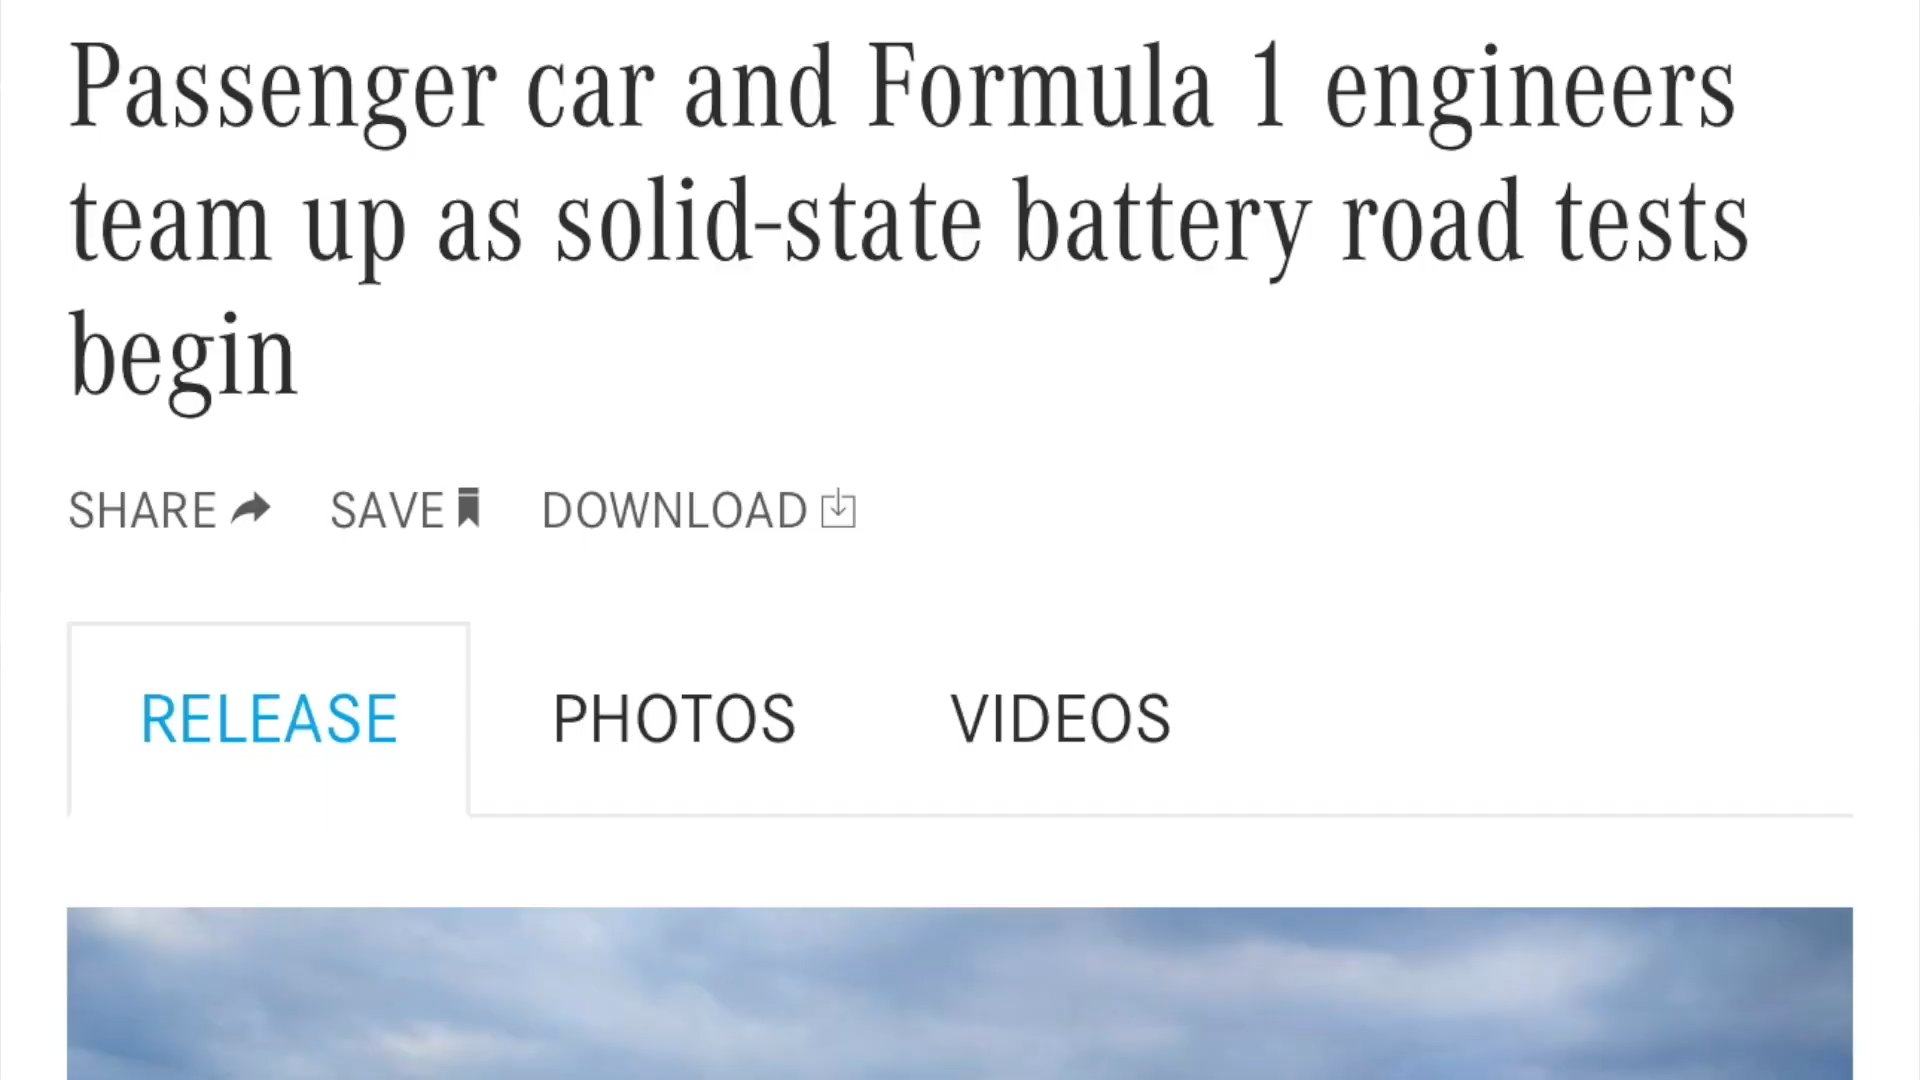 Passenger car and Formula 1 engineers
team up as solid-state battery road tests
begin
SHARE SAVE DOWNLOAD
RELEASE PHOTOS VIDEOS